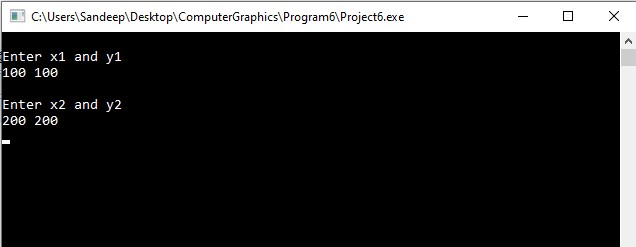 C:\Users\Sandeep\Desktop\ComputerGraphics\Program6\Project6.exe
Enter x1 and y1
100 100
Enter x2 and y2
200 200